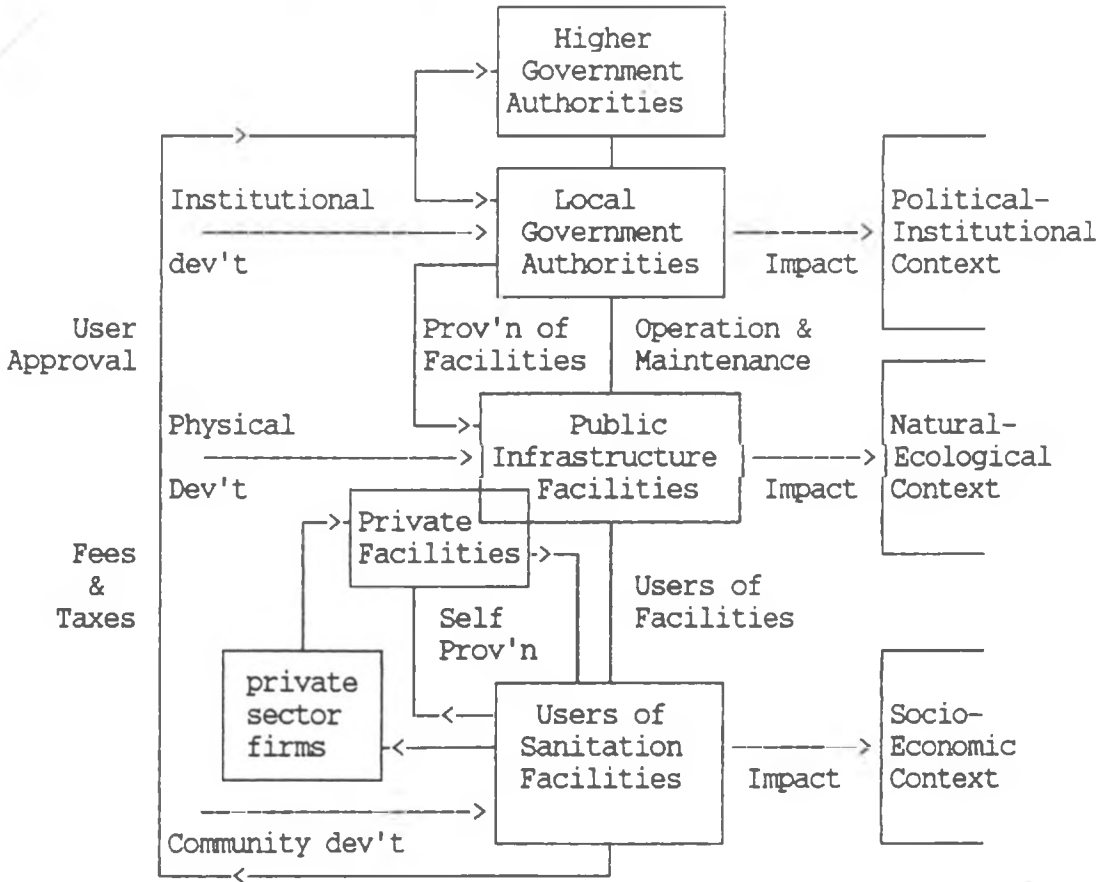 Higher
Government
Authorities
Institutional
dev't
Local
Government
Authorities
Impact
Political-
Institutional
Context
User
Approval
Prov'n of
Facilities
Operation &
Maintenance
Physical
Dev't
Public
Infrastructure
Facilities
Impact
Natural-
Ecological
Context
Private
Facilities
Fees
&
Taxes
Self
Prov'n
Users of
Facilities
private
sector
firms
Users of
Sanitation
Facilities
Impact
Socio-
Economic
Context
Community dev't